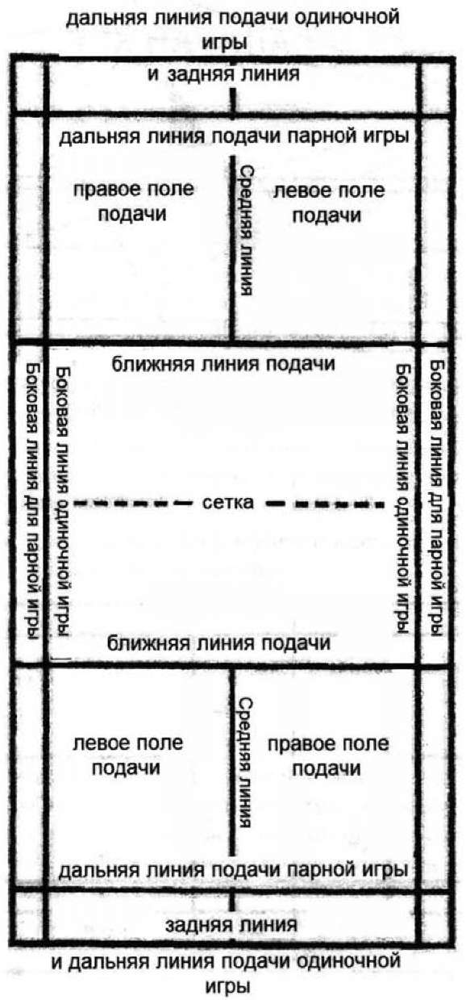 дальняя линия подачи одиночной
игры
и задняя линия
дальняя линия подачи парной игры
правое поле
подачи
Средняя линия
левое поле
подачи
ближняя линия подачи
Боковая линия для парной игры
Боковая линия одиночной игры
Боковая линия одиночной игры
Боковая линия для парной игры
сетка
ближняя линия подачи
левое поле
подачи
Средняя линия
правое поле
подачи
дальняя линия подачи парной игры
задняя линия
и дальняя линия подачи одиночной
игры